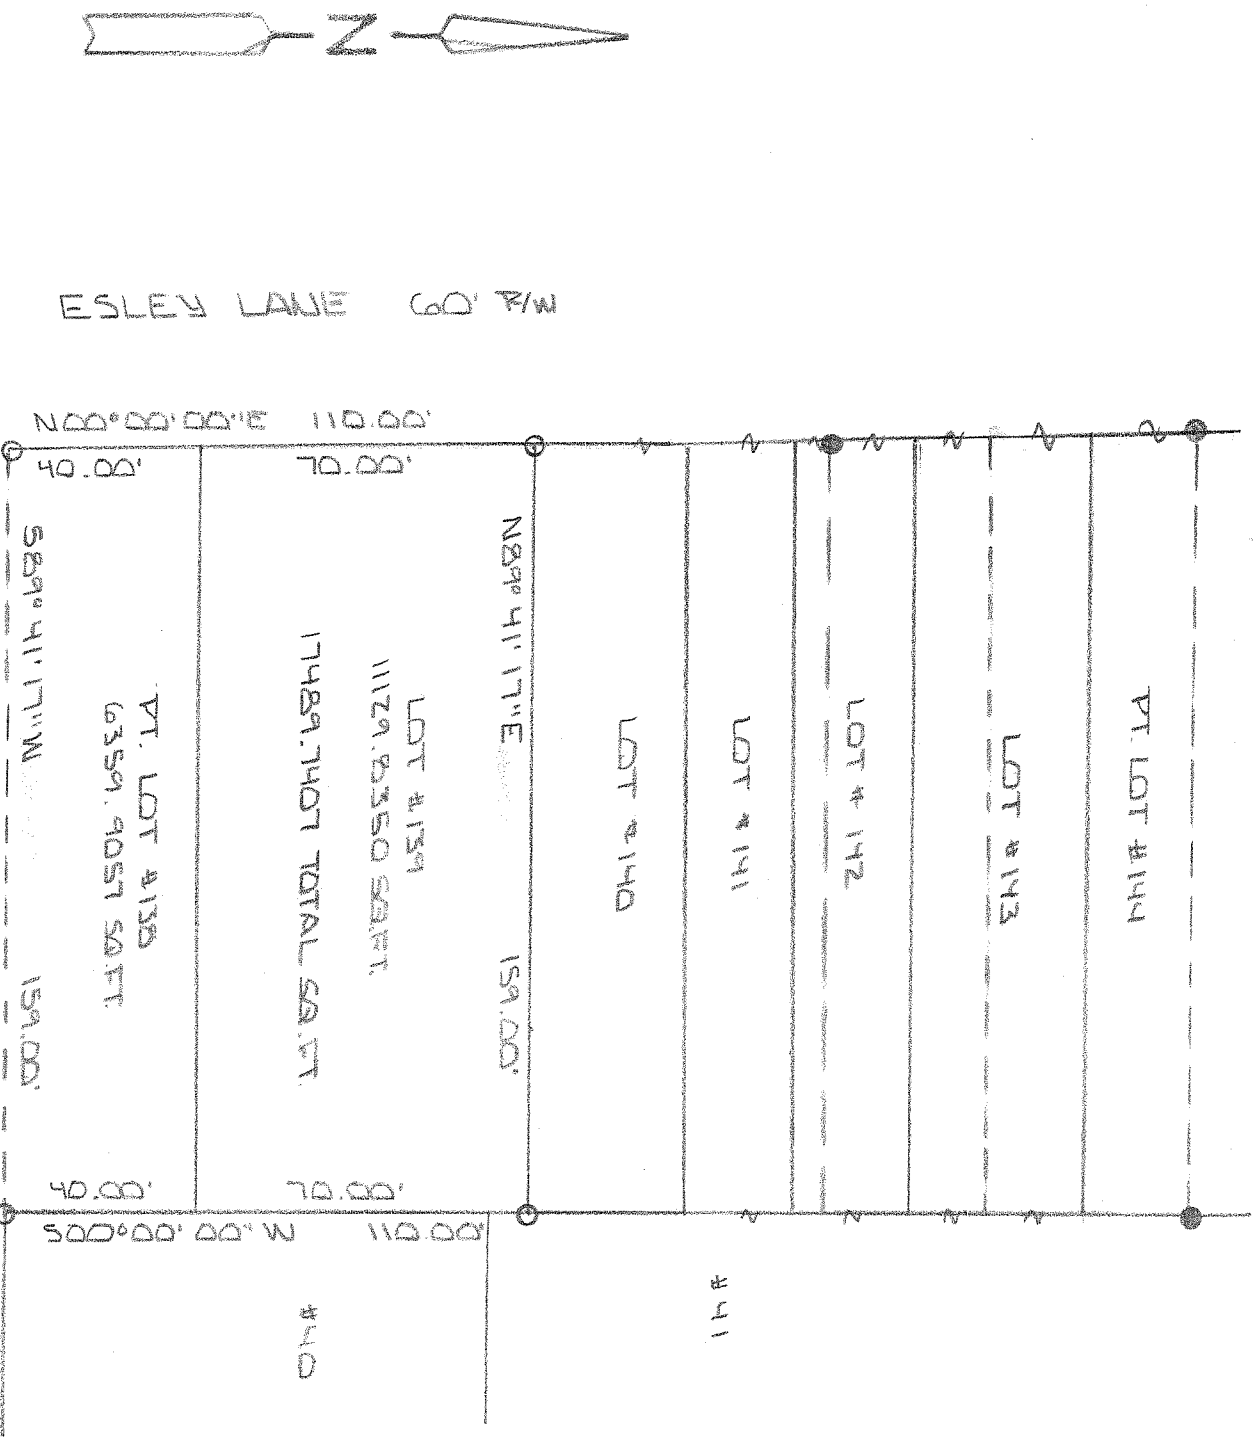 N
ESLEY LANE 60' R/W
N00°00'00"E 110.00'
40.00' 70.00'
S89°41'17"W 159.00'
PT. LOT #138
6359.9057 SQ.FT.
LOT #139
11129.8350 SQ.FT.
17489.7407 TOTAL SQ.FT.
N89°41'17"E 159.00'
LOT #140
LOT #141
LOT #142
LOT #143
PT. LOT #144
40.00' 70.00'
S00°00'00"W 110.00'
#40
#41